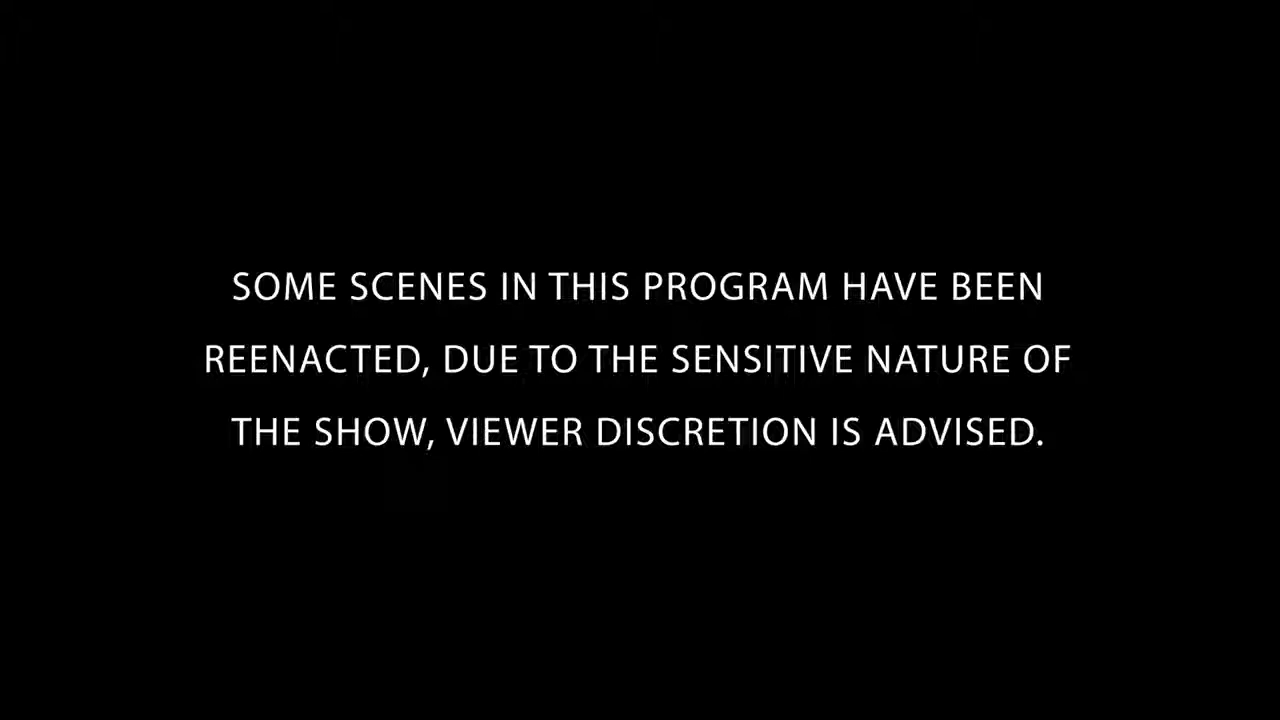 SOME SCENES IN THIS PROGRAM HAVE BEEN
REENACTED, DUE TO THE SENSITIVE NATURE OF
THE SHOW, VIEWER DISCRETION IS ADVISED.